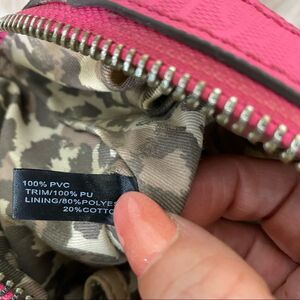 100% PVC
TRIM/100% PU
LINING/80% POLYES
20% COTTO